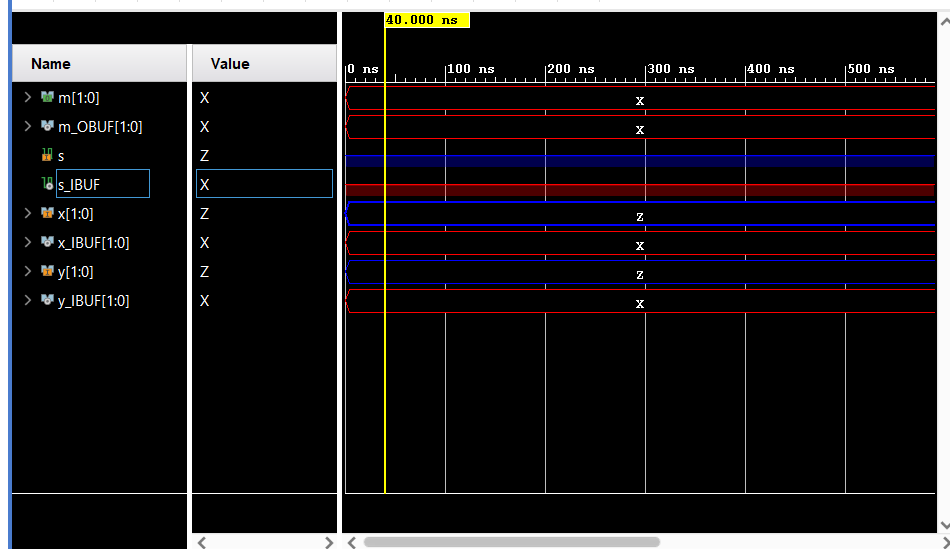 40.000 ns
Name Value
0 ns 100 ns 200 ns 300 ns 400 ns 500 ns
m[1:0] X X
m_OBUF[1:0] X X
s Z
s_IBUF X
x[1:0] Z Z
x_IBUF[1:0] X X
y[1:0] Z Z
y_IBUF[1:0] X X